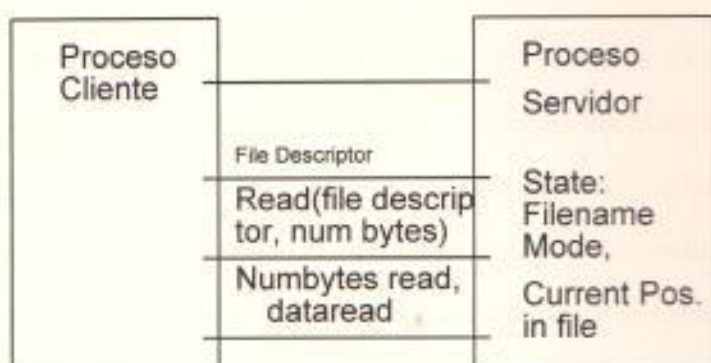 Proceso
Cliente
File Descriptor
Read(file descrip
tor, num bytes)
Numbytes read,
dataread
Proceso
Servidor
State:
Filename
Mode,
Current Pos.
in file